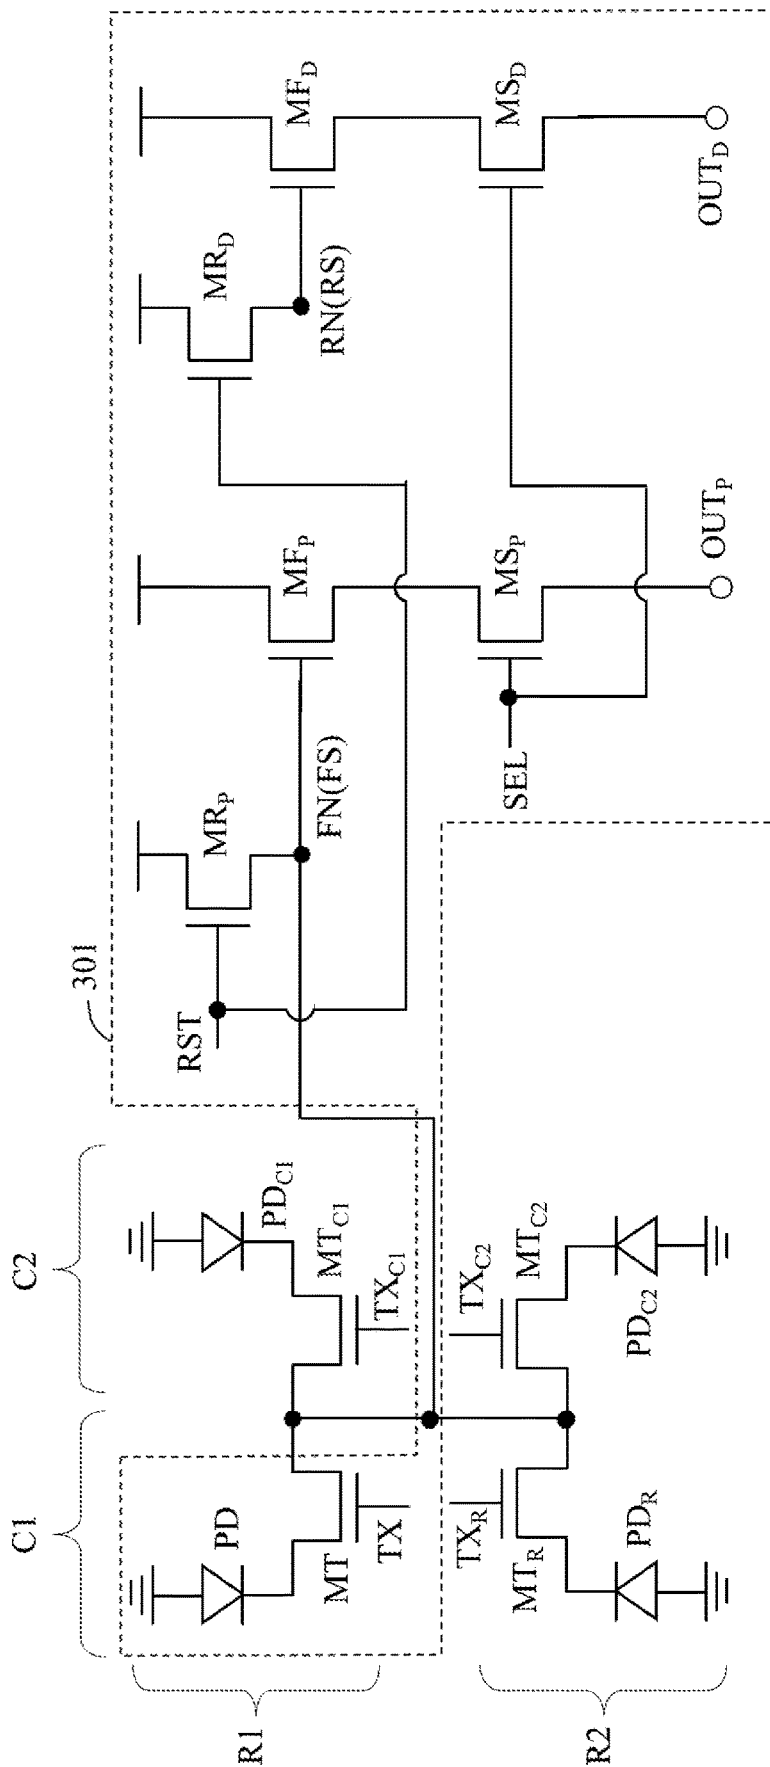 C1
C2
301
R1
R2
PD
MT
TX
PD_C1
MT_C1
TX_C1
TX_R
MT_R
PD_R
TX_C2
MT_C2
PD_C2
RST
MR_P
FN(FS)
MF_P
SEL
MS_P
OUT_P
MR_D
RN(RS)
MF_D
MS_D
OUT_D